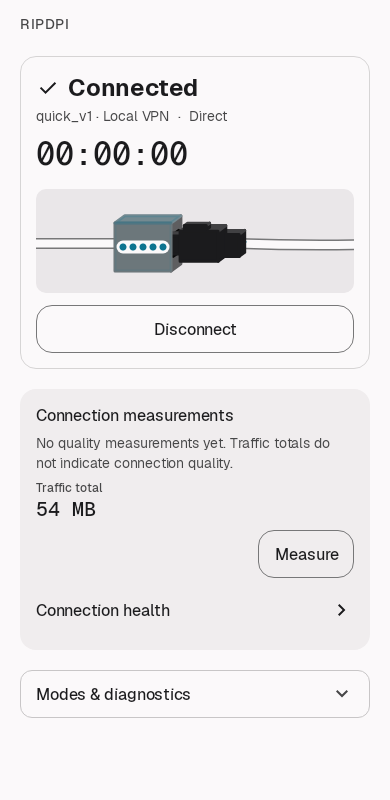 RIPDPI
Connected
quick_v1 · Local VPN · Direct
00:00:00
Disconnect
Connection measurements
No quality measurements yet. Traffic totals do
not indicate connection quality.
Traffic total
54 MB
Measure
Connection health
Modes & diagnostics